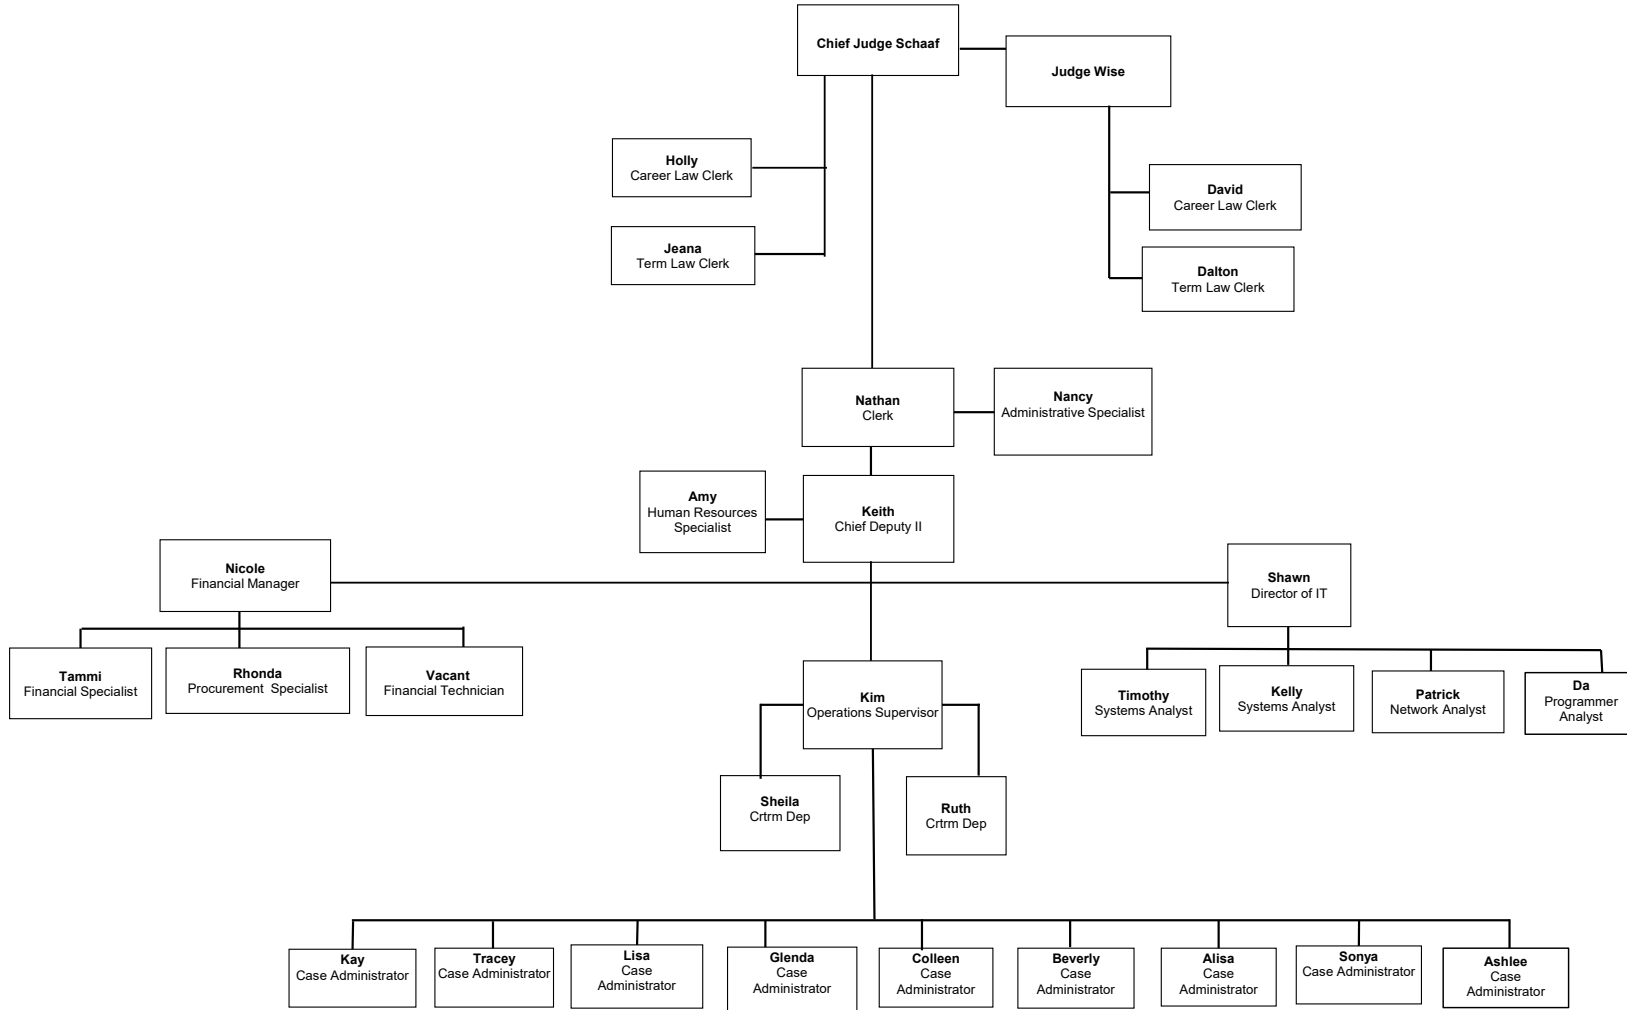 Chief Judge Schaaf
Judge Wise
Holly
Career Law Clerk
David
Career Law Clerk
Jeana
Term Law Clerk
Dalton
Term Law Clerk
Nathan
Clerk
Nancy
Administrative Specialist
Amy
Human Resources
Specialist
Keith
Chief Deputy II
Nicole
Financial Manager
Shawn
Director of IT
Tammi
Financial Specialist
Rhonda
Procurement Specialist
Vacant
Financial Technician
Kim
Operations Supervisor
Timothy
Systems Analyst
Kelly
Systems Analyst
Patrick
Network Analyst
Da
Programmer
Analyst
Sheila
Crtrm Dep
Ruth
Crtrm Dep
Kay
Case Administrator
Tracey
Case Administrator
Lisa
Case
Administrator
Glenda
Case
Administrator
Colleen
Case
Administrator
Beverly
Case
Administrator
Alisa
Case
Administrator
Sonya
Case Administrator
Ashlee
Case
Administrator